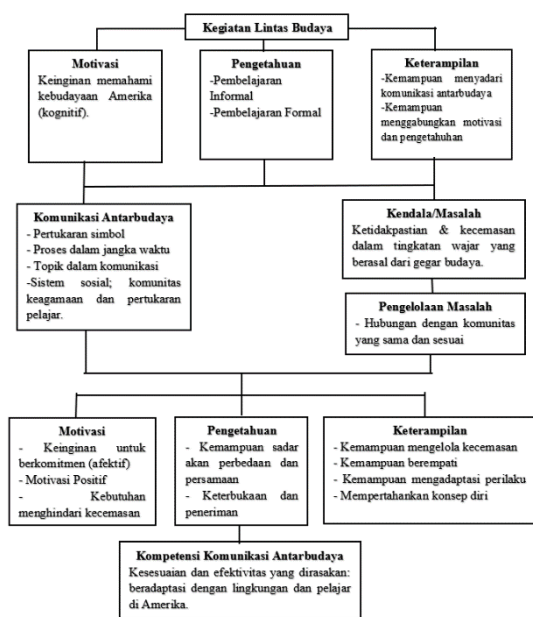 Kegiatan Lintas Budaya
Motivasi
Keinginan memahami
kebudayaan Amerika
(kognitif).
Pengetahuan
-Pembelajaran
Informal
-Pembelajaran Formal
Keterampilan
-Kemampuan menyadari
komunikasi antarbudaya
-Kemampuan
menggabungkan motivasi
dan pengetahuhan
Komunikasi Antarbudaya
- Pertukaran simbol
- Proses dalam jangka waktu
- Topik dalam komunikasi
-Sistem sosial; komunitas
keagamaan dan pertukaran
pelajar.
Kendala/Masalah
Ketidakpastian & kecemasan
dalam tingkatan wajar yang
berasal dari gegar budaya.
Pengelolaan Masalah
- Hubungan dengan komunitas
yang sama dan sesuai
Motivasi
- Keinginan untuk
berkomitmen (afektif)
- Motivasi Positif
- Kebutuhan
menghindari kecemasan
Pengetahuan
- Kemampuan sadar
akan perbedaan dan
persamaan
- Keterbukaan dan
peneriman
Keterampilan
- Kemampuan mengelola kecemasan
- Kemampuan berempati
- Kemampuan mengadaptasi perilaku
- Mempertahankan konsep diri
Kompetensi Komunikasi Antarbudaya
Kesesuaian dan efektivitas yang dirasakan:
beradaptasi dengan lingkungan dan pelajar
di Amerika.